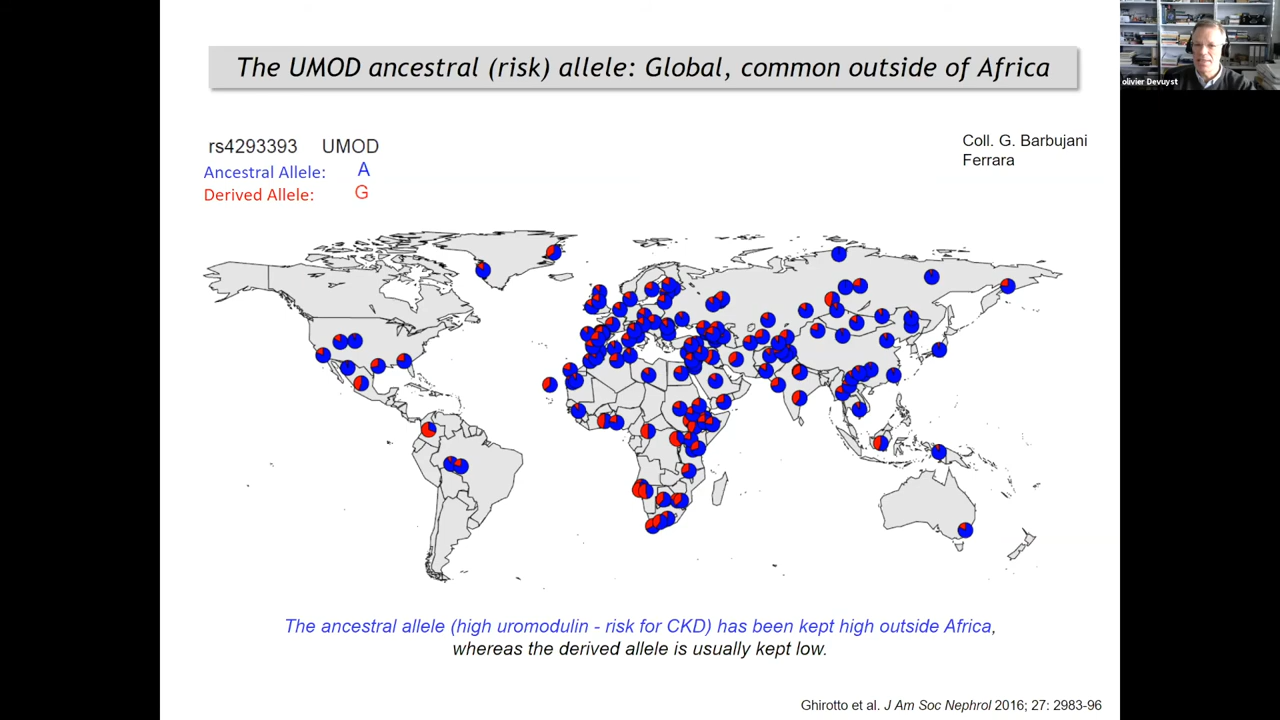 The UMOD ancestral (risk) allele: Global, common outside of Africa
olivier Devuyst
rs4293393 UMOD
Ancestral Allele: A
Derived Allele: G
Coll. G. Barbujani
Ferrara
The ancestral allele (high uromodulin - risk for CKD) has been kept high outside Africa,
whereas the derived allele is usually kept low.
Ghirotto et al. J Am Soc Nephrol 2016; 27: 2983-96